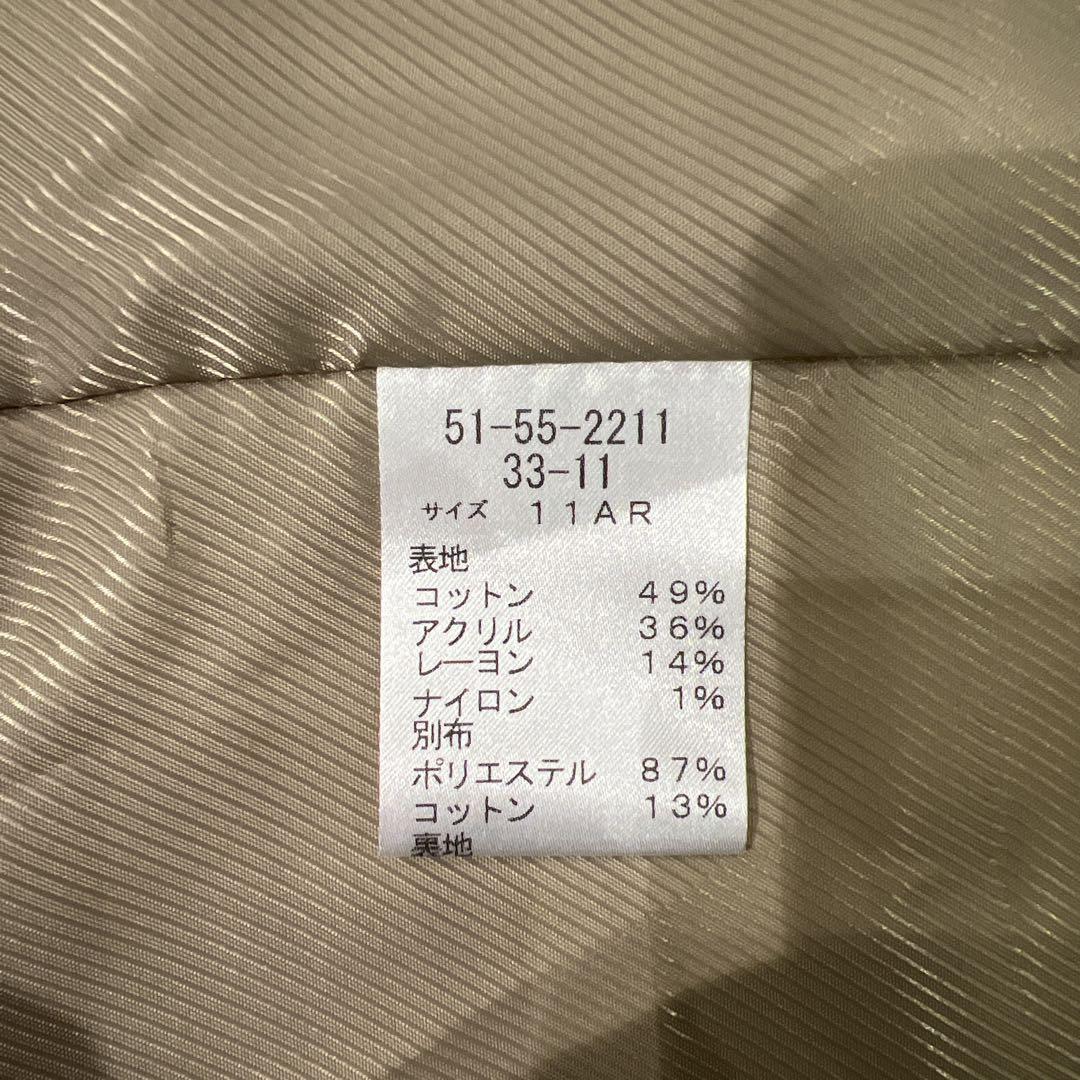 51-55-2211
33-11
サイズ 11AR
表地
コットン 49%
アクリル 36%
レーヨン 14%
ナイロン 1%
別布
ポリエステル 87%
コットン 13%
裏地